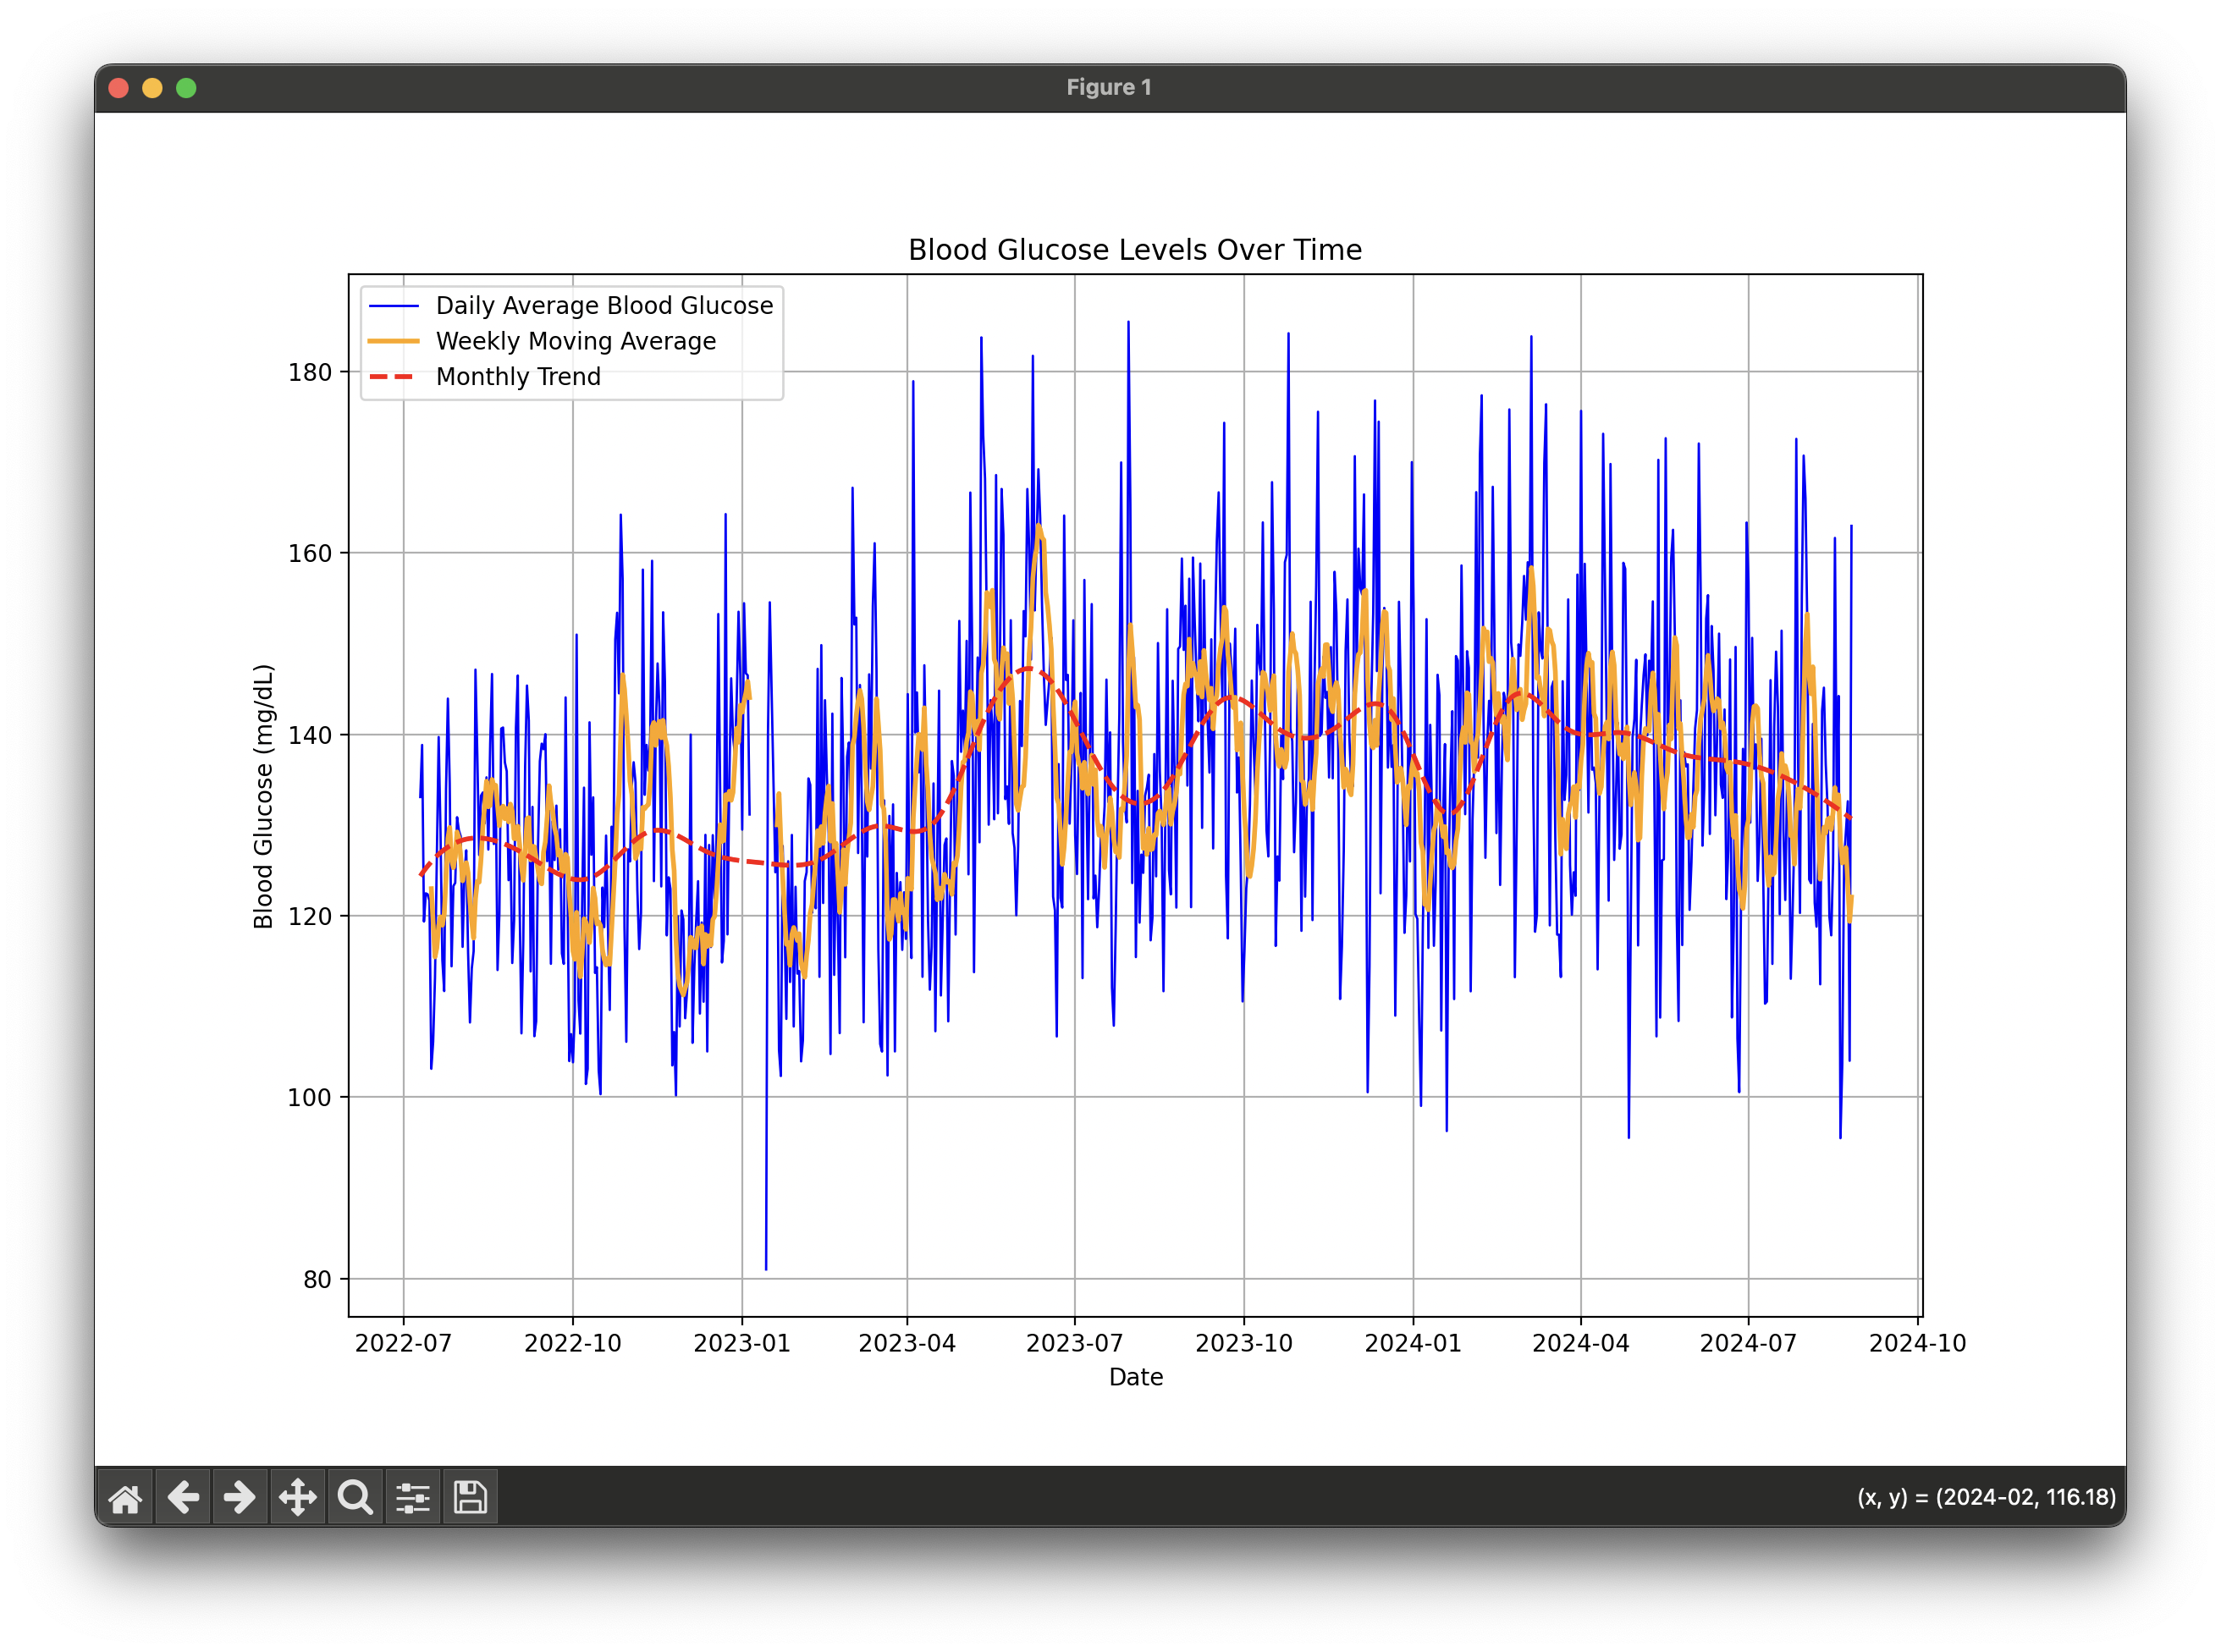 Figure 1
Blood Glucose Levels Over Time
Daily Average Blood Glucose
Weekly Moving Average
Monthly Trend
Blood Glucose (mg/dL)
180
160
140
120
100
80
2022-07 2022-10 2023-01 2023-04 2023-07 2023-10 2024-01 2024-04 2024-07 2024-10
Date
(x, y) = (2024-02, 116.18)